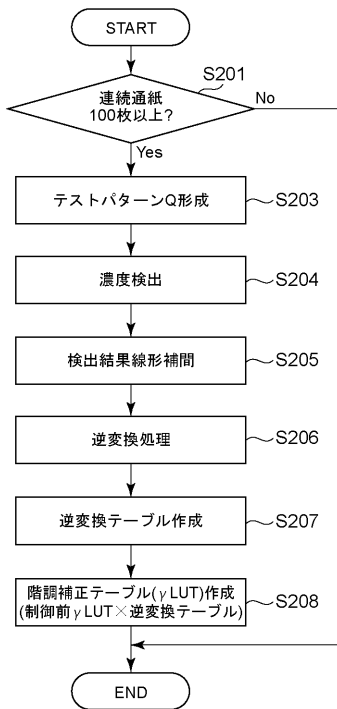 START
S201
連続通紙
100枚以上?
No
Yes
テストパターンQ形成
S203
濃度検出
S204
検出結果線形補間
S205
逆変換処理
S206
逆変換テーブル作成
S207
階調補正テーブル(γLUT)作成
(制御前γLUT×逆変換テーブル)
S208
END